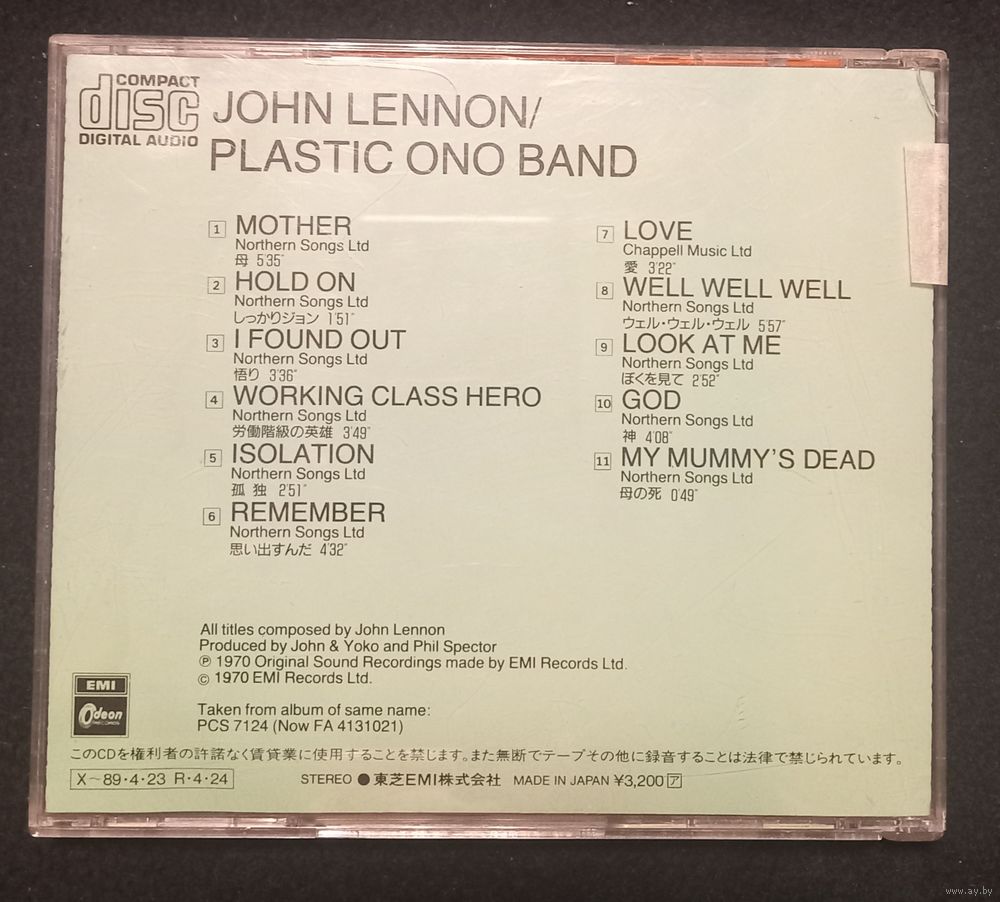 COMPACT
disc
DIGITAL AUDIO
JOHN LENNON/
PLASTIC ONO BAND
1 MOTHER
Northern Songs Ltd
母 5'35"
2 HOLD ON
Northern Songs Ltd
しっかりジョン 1'51"
3 I FOUND OUT
Northern Songs Ltd
悟り 3'36"
4 WORKING CLASS HERO
Northern Songs Ltd
労働階級の英雄 3'49"
5 ISOLATION
Northern Songs Ltd
孤 独 2'51"
6 REMEMBER
Northern Songs Ltd
思い出すんだ 4'32"
7 LOVE
Chappell Music Ltd
愛 3'22"
8 WELL WELL WELL
Northern Songs Ltd
ウェル・ウェル・ウェル 5'57"
9 LOOK AT ME
Northern Songs Ltd
ぼくを見て 2'52"
10 GOD
Northern Songs Ltd
神 4'08"
11 MY MUMMY'S DEAD
Northern Songs Ltd
母の死 0'49"
All titles composed by John Lennon
Produced by John & Yoko and Phil Spector
℗ 1970 Original Sound Recordings made by EMI Records Ltd.
© 1970 EMI Records Ltd.
Taken from album of same name:
PCS 7124 (Now FA 4131021)
EMI
Odeon
このCDを権利者の許諾なく賃貸業に使用することを禁じます。また無断でテープその他に録音することは法律で禁じられています。
X〜89・4・23 R・4・24
STEREO ●東芝EMI株式会社 MADE IN JAPAN ¥3,200 ア
www.ay.by